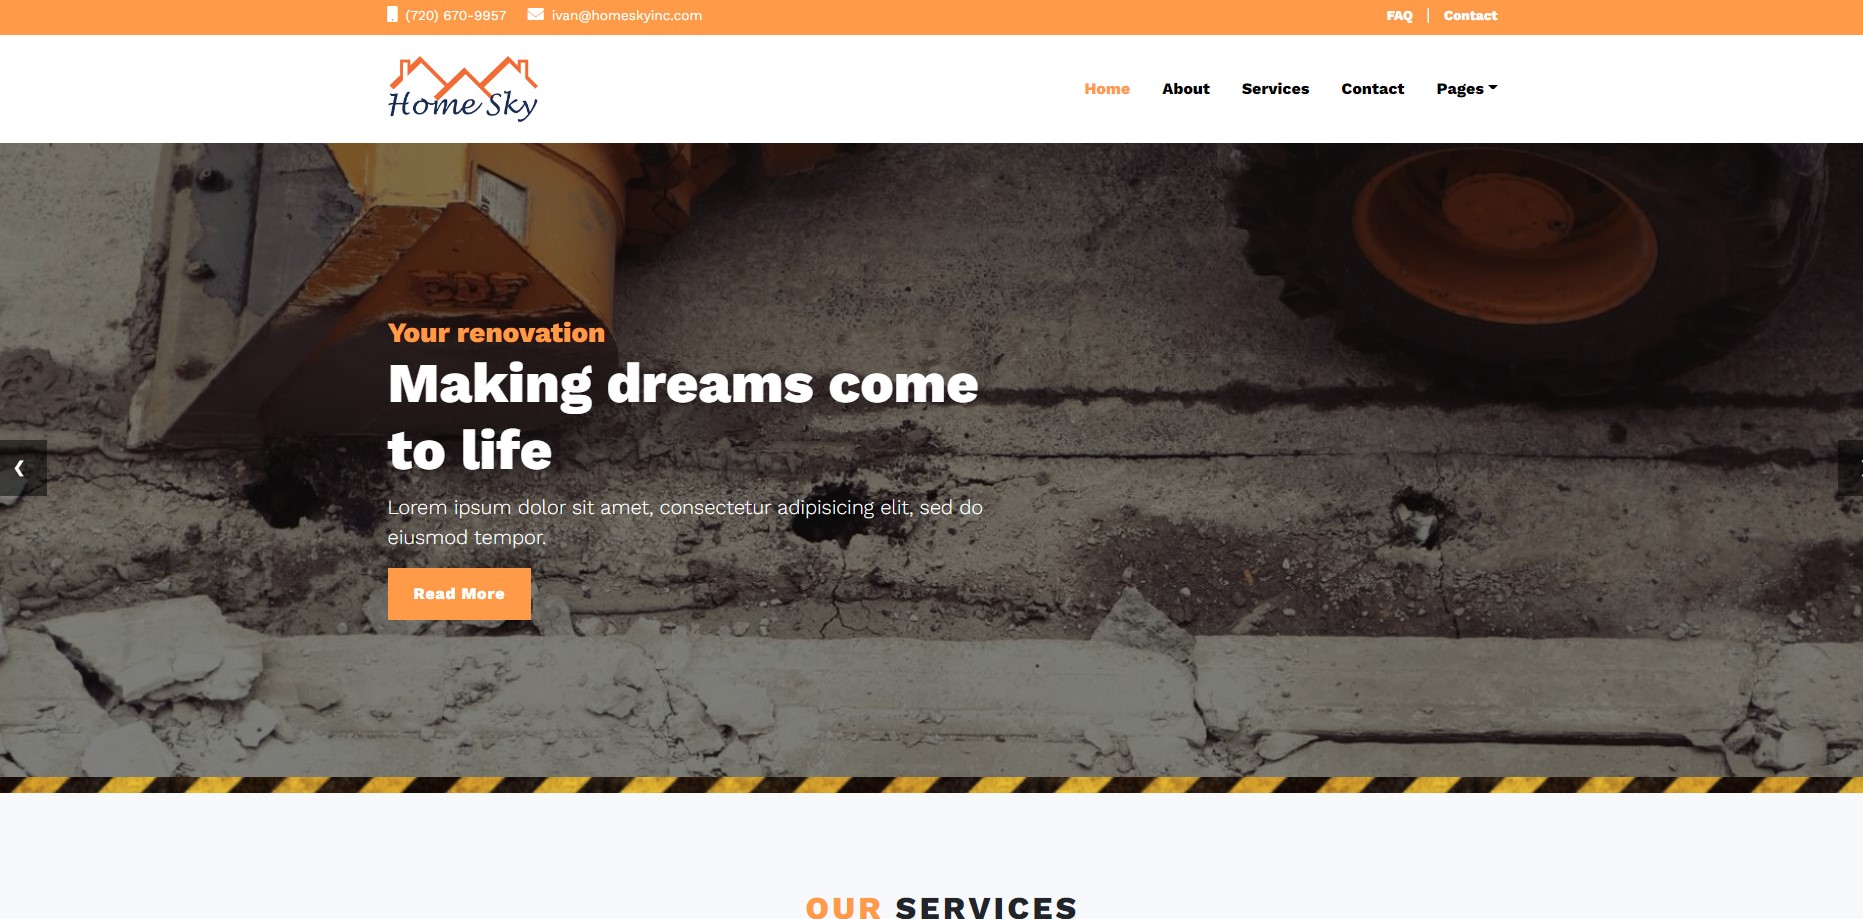 (720) 670-9957 ivan@homeskyinc.com FAQ | Contact
Home Sky
Home About Services Contact Pages
Your renovation
Making dreams come
to life
Lorem ipsum dolor sit amet, consectetur adipisicing elit, sed do
eiusmod tempor.
Read More
OUR SERVICES